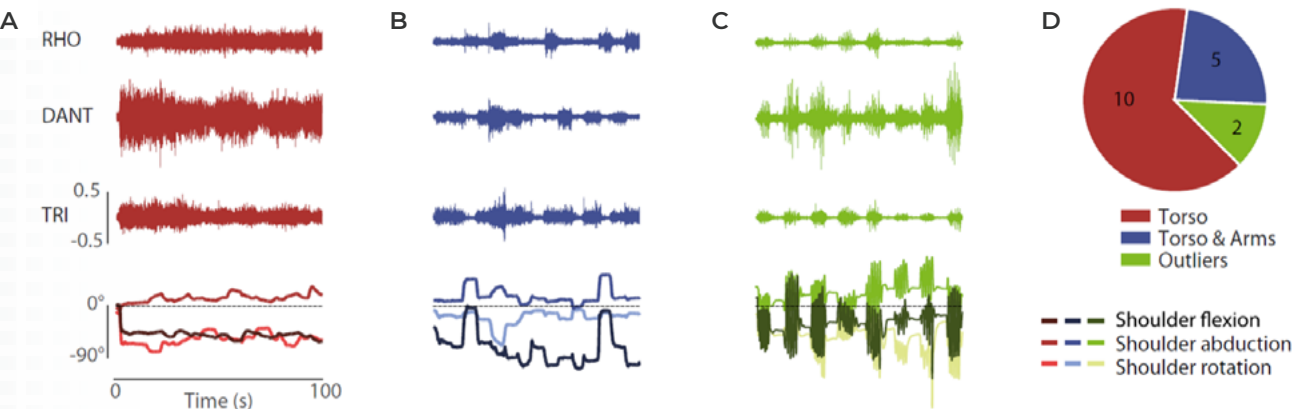 A
B
C
D
RHO
DANT
TRI
0.5
-0.5
0°
-90°
0
100
Time (s)
10
5
2
Torso
Torso & Arms
Outliers
Shoulder flexion
Shoulder abduction
Shoulder rotation